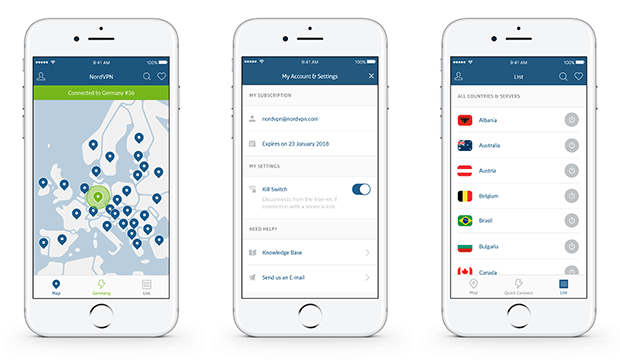 9:41 AM
100%
NordVPN
Connected to Germany #36
Map
Germany
List
9:41 AM
100%
My Account & Settings
MY SUBSCRIPTION
nordvpn@nordvpn.com
Expires on 23 January 2018
MY SETTINGS
Kill Switch
Disconnects from the Internet if
connection with a server is lost.
NEED HELP?
Knowledge Base
Send us an E-mail
9:41 AM
100%
List
ALL COUNTRIES & SERVERS
Albania
Australia
Austria
Belgium
Brasil
Bulgaria
Canada
Map
Quick Connect
List